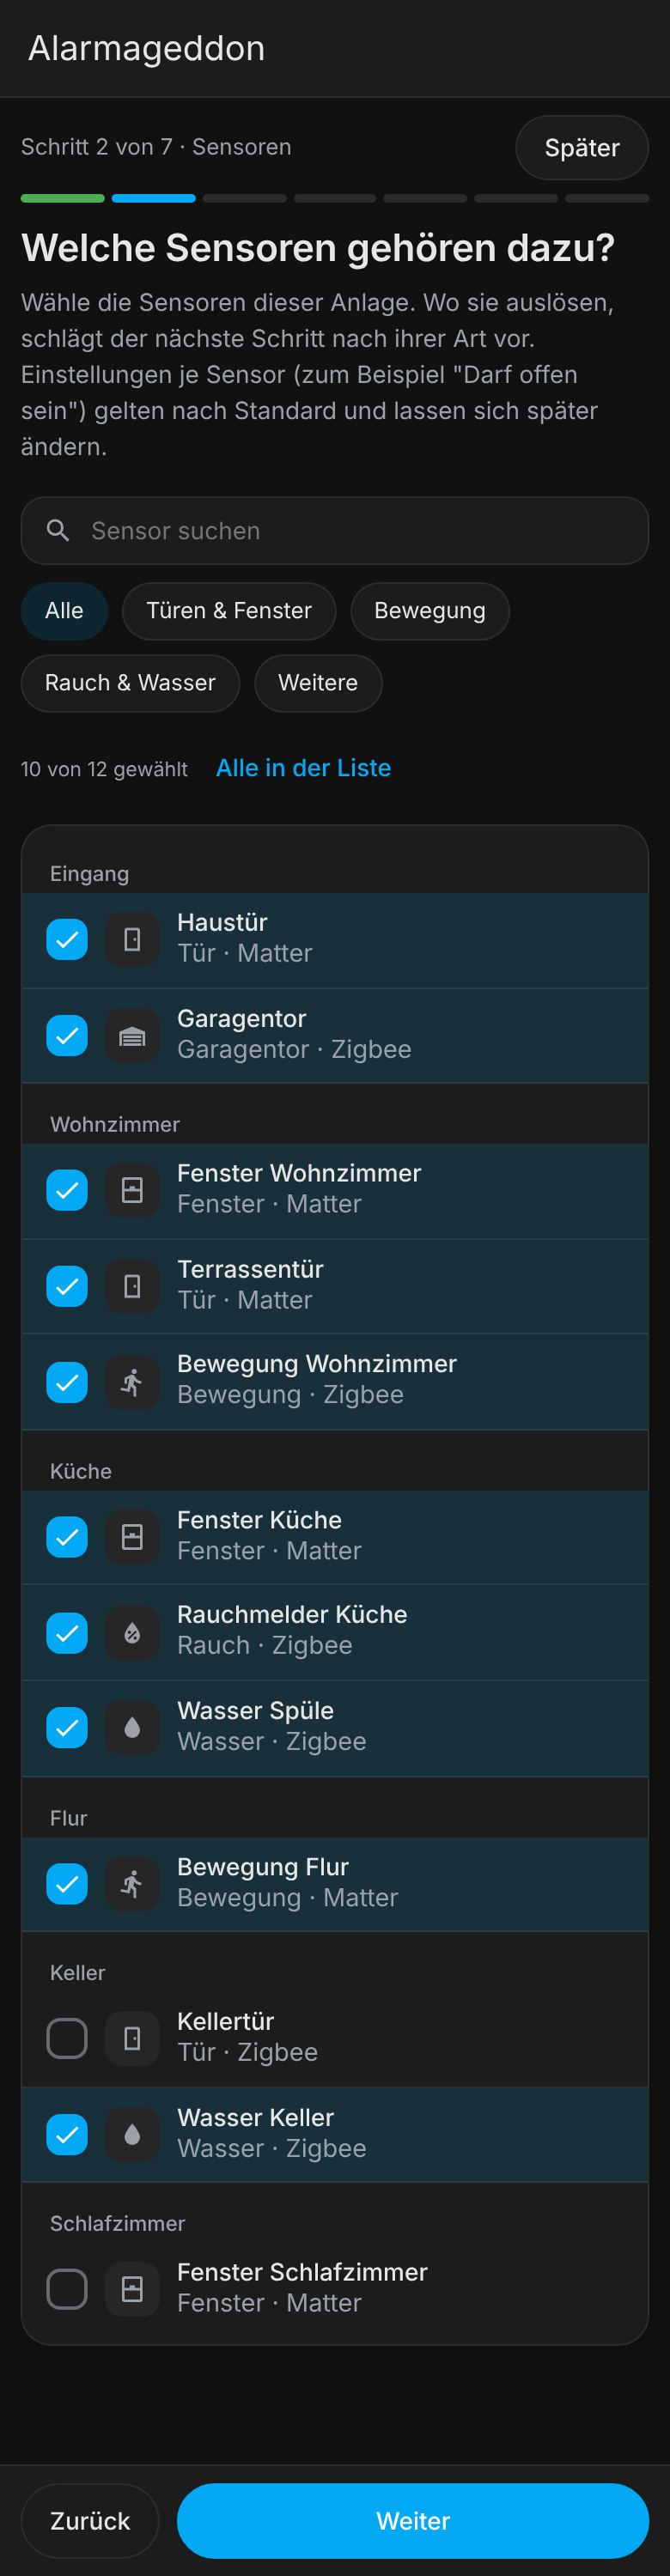 Alarmageddon
Schritt 2 von 7 · Sensoren
Später
Welche Sensoren gehören dazu?
Wähle die Sensoren dieser Anlage. Wo sie auslösen,
schlägt der nächste Schritt nach ihrer Art vor.
Einstellungen je Sensor (zum Beispiel "Darf offen
sein") gelten nach Standard und lassen sich später
ändern.
Sensor suchen
Alle
Türen & Fenster
Bewegung
Rauch & Wasser
Weitere
10 von 12 gewählt
Alle in der Liste
Eingang
Haustür
Tür · Matter
Garagentor
Garagentor · Zigbee
Wohnzimmer
Fenster Wohnzimmer
Fenster · Matter
Terrassentür
Tür · Matter
Bewegung Wohnzimmer
Bewegung · Zigbee
Küche
Fenster Küche
Fenster · Matter
Rauchmelder Küche
Rauch · Zigbee
Wasser Spüle
Wasser · Zigbee
Flur
Bewegung Flur
Bewegung · Matter
Keller
Kellertür
Tür · Zigbee
Wasser Keller
Wasser · Zigbee
Schlafzimmer
Fenster Schlafzimmer
Fenster · Matter
Zurück
Weiter